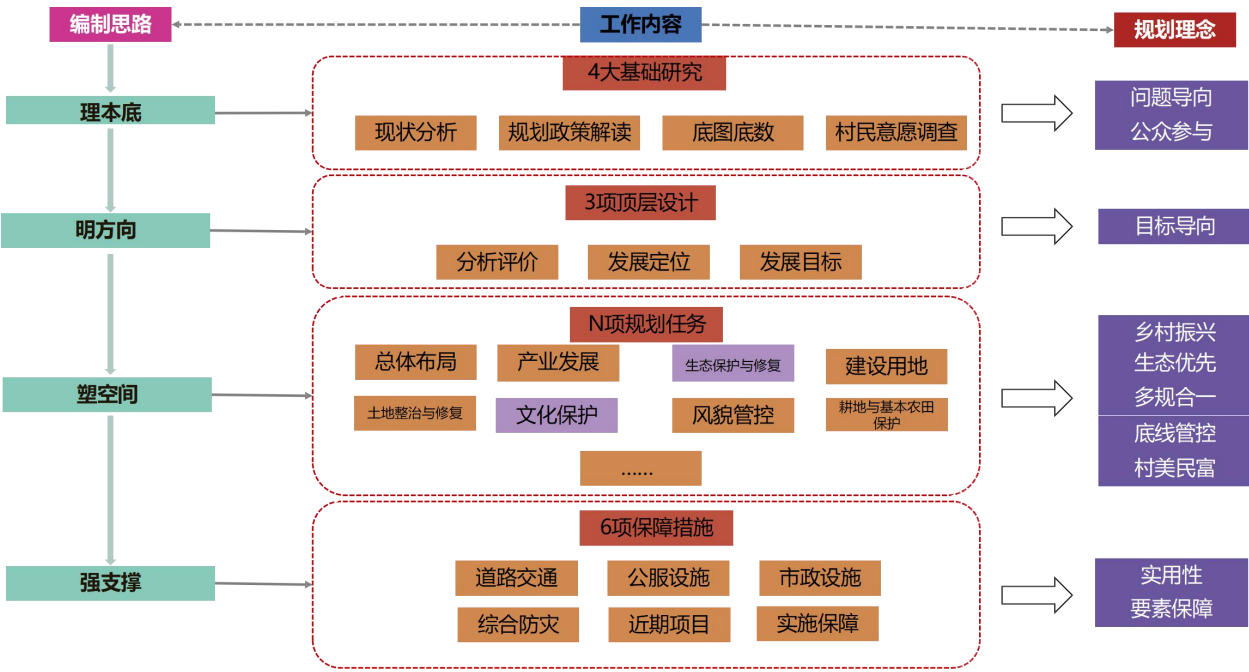 编制思路
工作内容
规划理念
4大基础研究
理本底
现状分析
规划政策解读
底图底数
村民意愿调查
问题导向
公众参与
3项顶层设计
明方向
分析评价
发展定位
发展目标
目标导向
N项规划任务
塑空间
总体布局
产业发展
生态保护与修复
建设用地
土地整治与修复
文化保护
风貌管控
耕地与基本农田
保护
……
乡村振兴
生态优先
多规合一
底线管控
村美民富
6项保障措施
强支撑
道路交通
公服设施
市政设施
综合防灾
近期项目
实施保障
实用性
要素保障